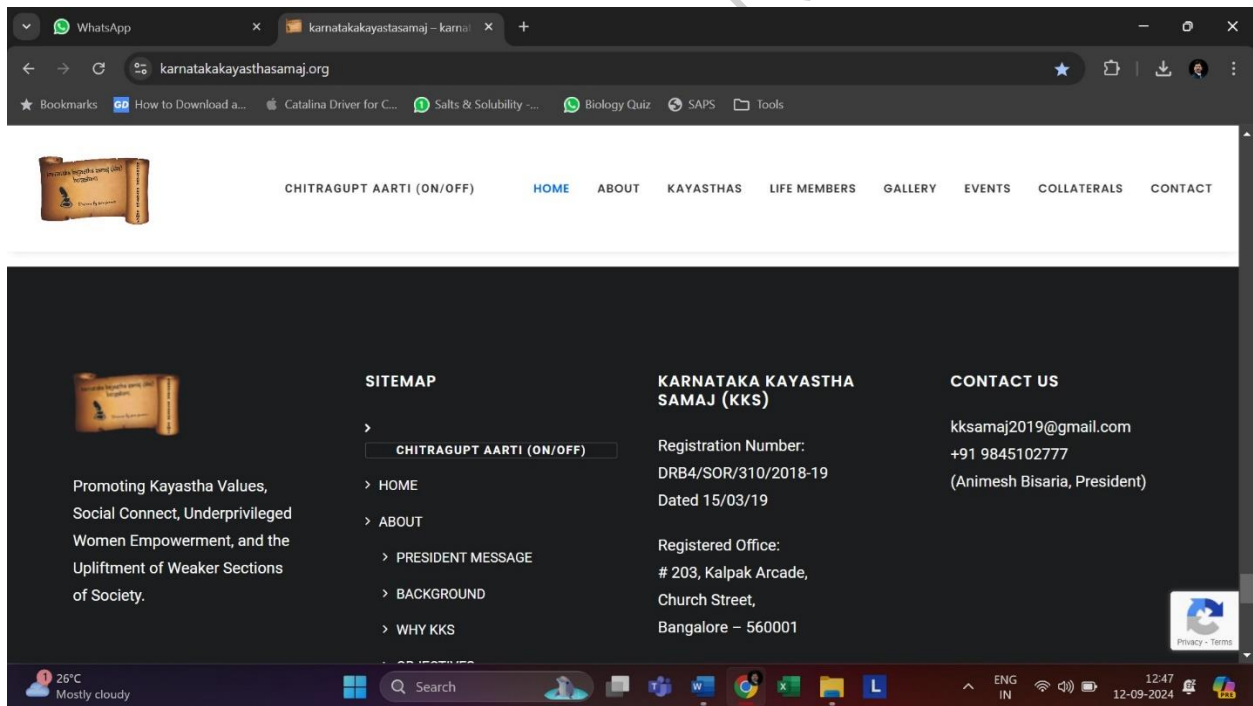 WhatsApp
karnatakakayastasamaj – karna
karnatakakayasthasamaj.org
Bookmarks
How to Download a...
Catalina Driver for C...
Salts & Solubility -...
Biology Quiz
SAPS
Tools
CHITRAGUPT AARTI (ON/OFF)
HOME
ABOUT
KAYASTHAS
LIFE MEMBERS
GALLERY
EVENTS
COLLATERALS
CONTACT
Promoting Kayastha Values,
Social Connect, Underprivileged
Women Empowerment, and the
Upliftment of Weaker Sections
of Society.
SITEMAP
CHITRAGUPT AARTI (ON/OFF)
HOME
ABOUT
PRESIDENT MESSAGE
BACKGROUND
WHY KKS
OBJECTIVES
KARNATAKA KAYASTHA
SAMAJ (KKS)
Registration Number:
DRB4/SOR/310/2018-19
Dated 15/03/19
Registered Office:
# 203, Kalpak Arcade,
Church Street,
Bangalore – 560001
CONTACT US
kksamaj2019@gmail.com
+91 9845102777
(Animesh Bisaria, President)
Privacy - Terms
1
26°C
Mostly cloudy
Search
ENG
IN
12:47
12-09-2024